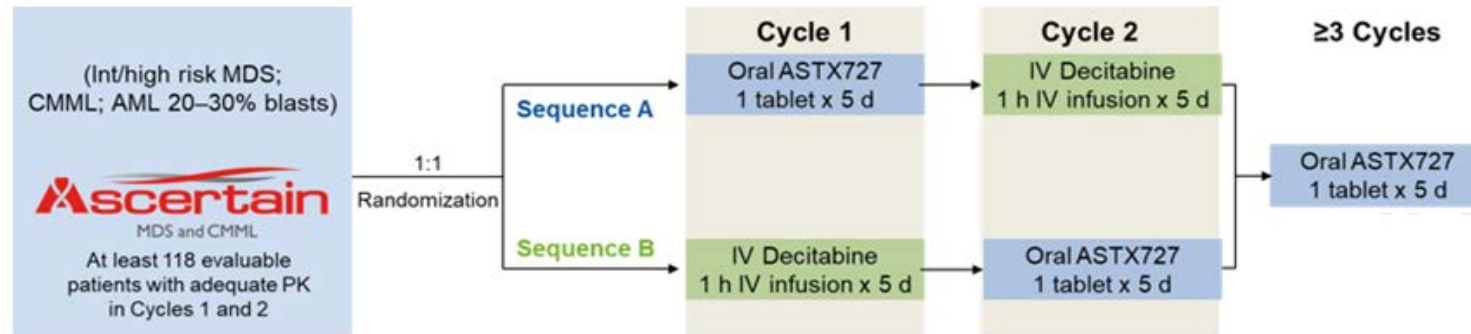 (Int/high risk MDS;
CMML; AML 20–30% blasts)
Ascertain
MDS and CMML
At least 118 evaluable
patients with adequate PK
in Cycles 1 and 2
1:1
Randomization
Sequence A
Sequence B
Cycle 1
Oral ASTX727
1 tablet x 5 d
IV Decitabine
1 h IV infusion x 5 d
Cycle 2
IV Decitabine
1 h IV infusion x 5 d
Oral ASTX727
1 tablet x 5 d
≥3 Cycles
Oral ASTX727
1 tablet x 5 d